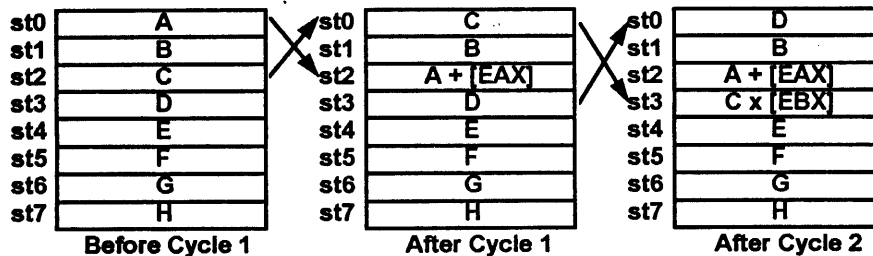 st0 A st0 C st0 D
st1 B st1 B st1 B
st2 C st2 A + [EAX] st2 A + [EAX]
st3 D st3 D st3 C x [EBX]
st4 E st4 E st4 E
st5 F st5 F st5 F
st6 G st6 G st6 G
st7 H st7 H st7 H
Before Cycle 1 After Cycle 1 After Cycle 2